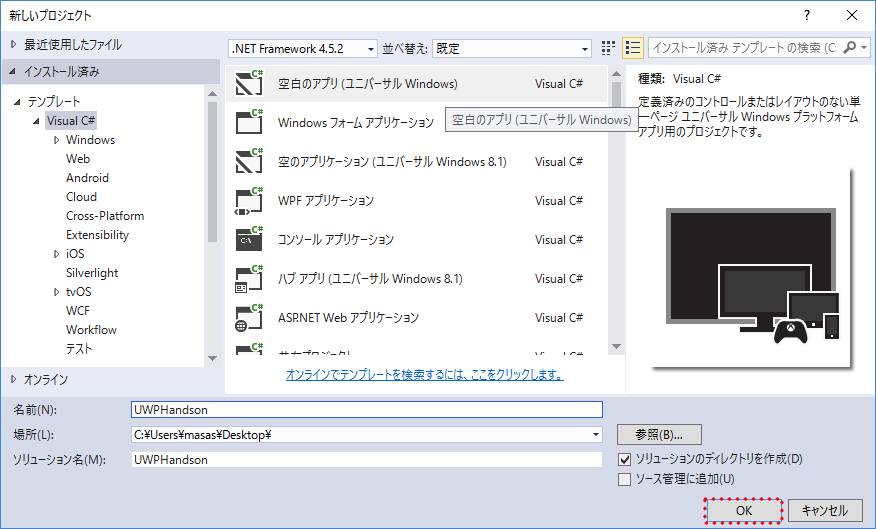 新しいプロジェクト
?
最近使用したファイル
.NET Framework 4.5.2
並べ替え:
既定
インストール済み テンプレート の検索 (C
インストール済み
テンプレート
Visual C#
Windows
Web
Android
Cloud
Cross-Platform
Extensibility
iOS
Silverlight
tvOS
WCF
Workflow
テスト
オンライン
空白のアプリ (ユニバーサル Windows) Visual C#
空白のアプリ (ユニバーサル Windows)
Windows フォーム アプリケーション
空のアプリケーション (ユニバーサル Windows 8.1) Visual C#
WPF アプリケーション Visual C#
コンソール アプリケーション Visual C#
ハブ アプリ (ユニバーサル Windows 8.1) Visual C#
ASP.NET Web アプリケーション Visual C#
オンラインでテンプレートを検索するには、ここをクリックします。
種類: Visual C#
定義済みのコントロールまたはレイアウトのない単
一ページ ユニバーサル Windows プラットフォーム
アプリ用のプロジェクトです。
名前(N): UWPHandson
場所(L): C:¥Users¥masas¥Desktop¥
参照(B)...
ソリューション名(M): UWPHandson
ソリューションのディレクトリを作成(D)
ソース管理に追加(U)
OK
キャンセル